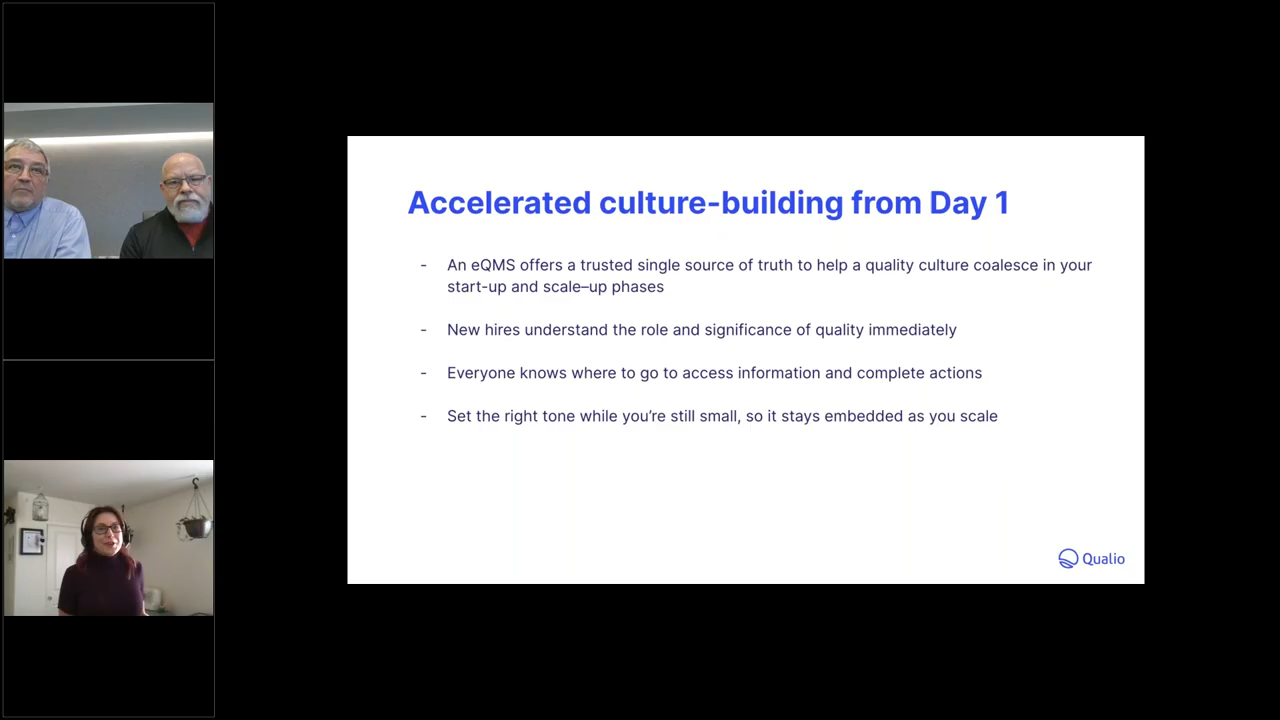 Accelerated culture-building from Day 1
- An eQMS offers a trusted single source of truth to help a quality culture coalesce in your
start-up and scale–up phases
- New hires understand the role and significance of quality immediately
- Everyone knows where to go to access information and complete actions
- Set the right tone while you’re still small, so it stays embedded as you scale
Qualio